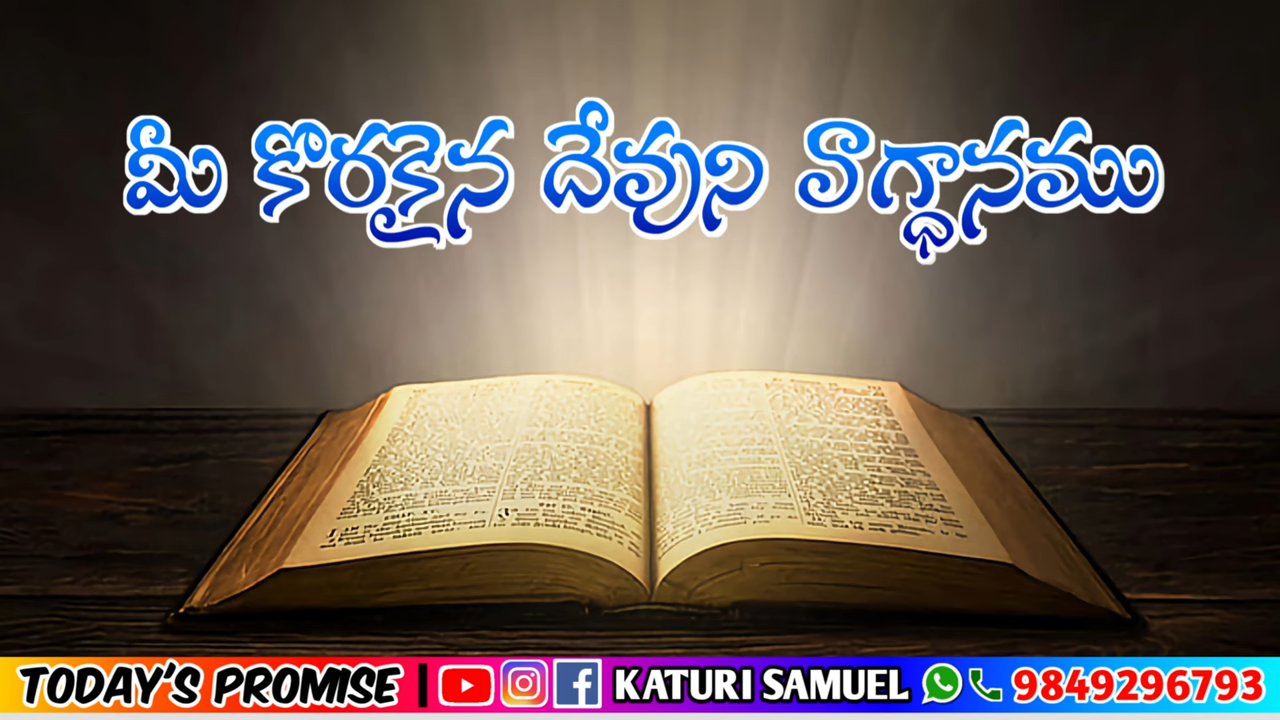 మీ కొరకైన దేవుని వాగ్ధానము
TODAY'S PROMISE | KATURI SAMUEL 9849296793